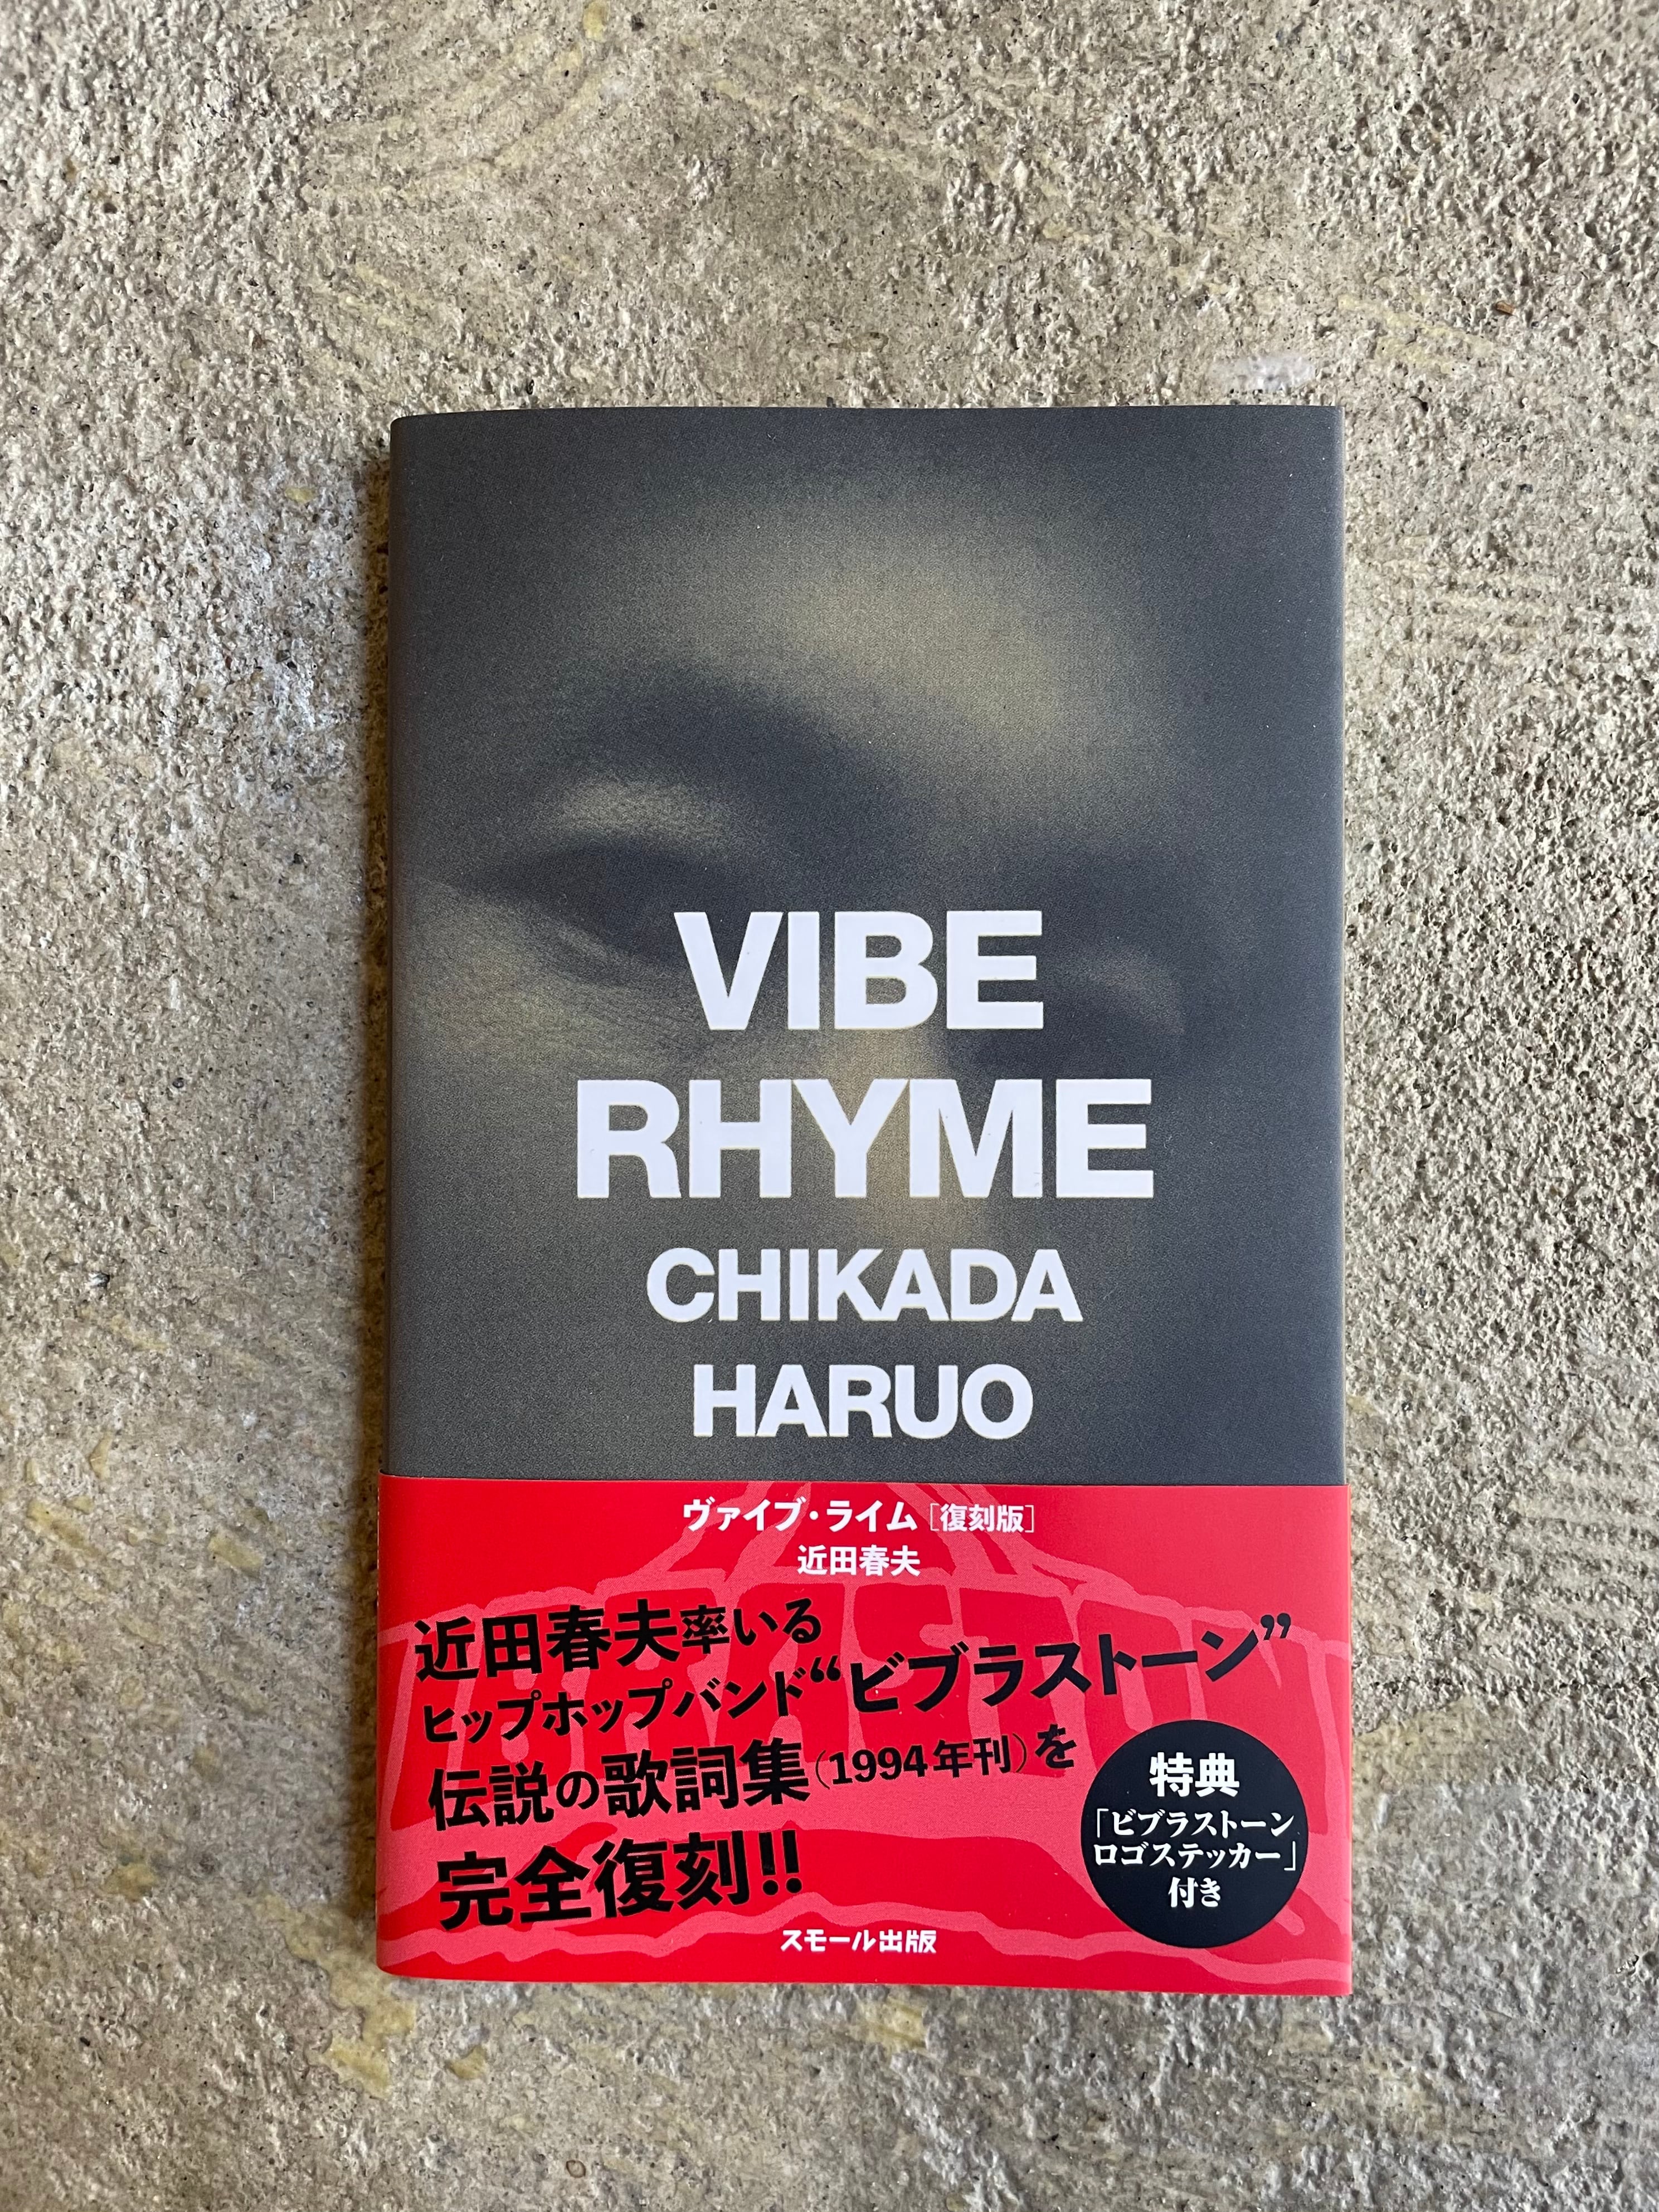 VIBE
RHYME
CHIKADA
HARUO
ヴァイブ・ライム［復刻版］
近田春夫
近田春夫率いる
ヒップホップバンド“ビブラストーン”
伝説の歌詞集（1994年刊）を
完全復刻!!
特典
「ビブラストーン
ロゴステッカー」
付き
スモール出版